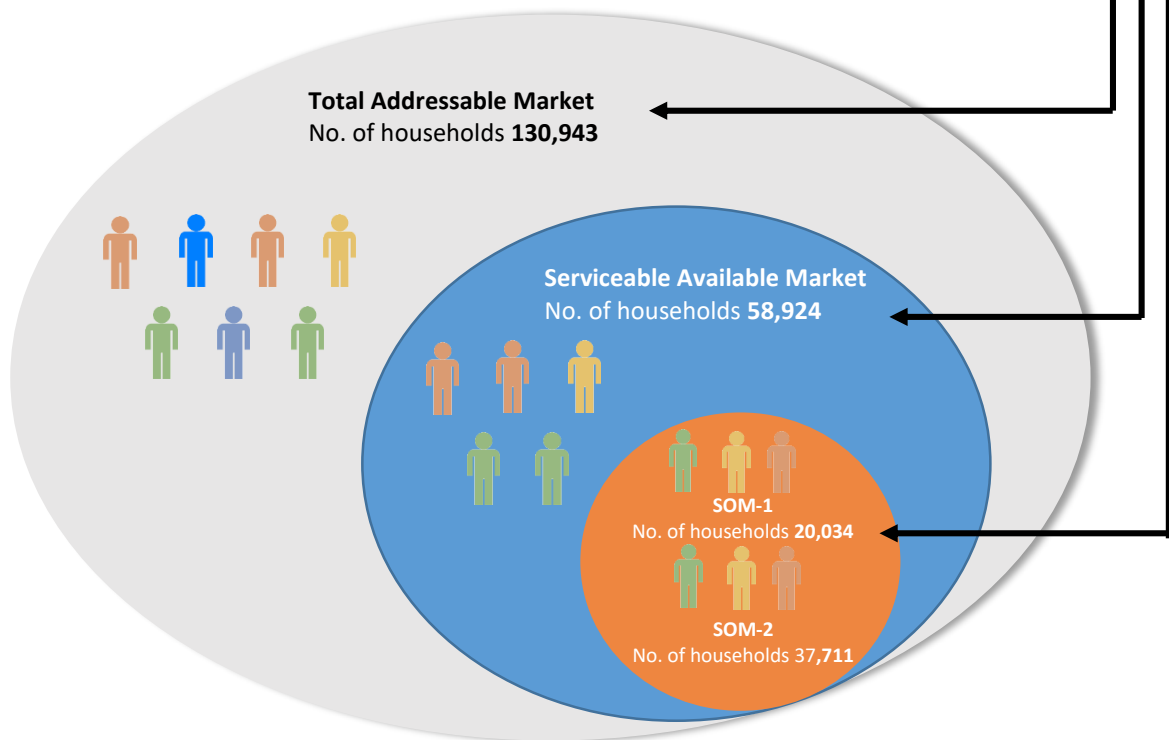 Total Addressable Market
No. of households 130,943
Serviceable Available Market
No. of households 58,924
SOM-1
No. of households 20,034
SOM-2
No. of households 37,711